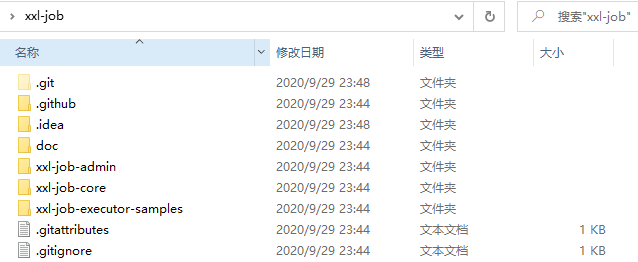 xxl-job 搜索"xxl-job"
名称 修改日期 类型 大小
.git 2020/9/29 23:48 文件夹
.github 2020/9/29 23:44 文件夹
.idea 2020/9/29 23:48 文件夹
doc 2020/9/29 23:44 文件夹
xxl-job-admin 2020/9/29 23:44 文件夹
xxl-job-core 2020/9/29 23:44 文件夹
xxl-job-executor-samples 2020/9/29 23:44 文件夹
.gitattributes 2020/9/29 23:44 文本文档 1 KB
.gitignore 2020/9/29 23:44 文本文档 1 KB